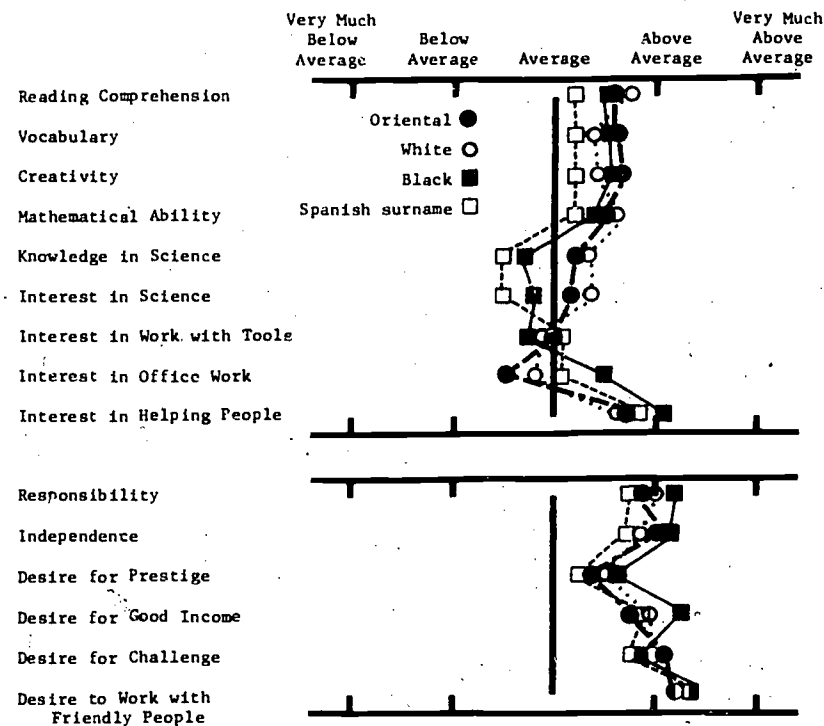 Very Much Below Average
Below Average
Average
Above Average
Very Much Above Average
Reading Comprehension
Vocabulary
Creativity
Mathematical Ability
Knowledge in Science
Interest in Science
Interest in Work with Tools
Interest in Office Work
Interest in Helping People
Oriental
White
Black
Spanish surname
Responsibility
Independence
Desire for Prestige
Desire for Good Income
Desire for Challenge
Desire to Work with
Friendly People